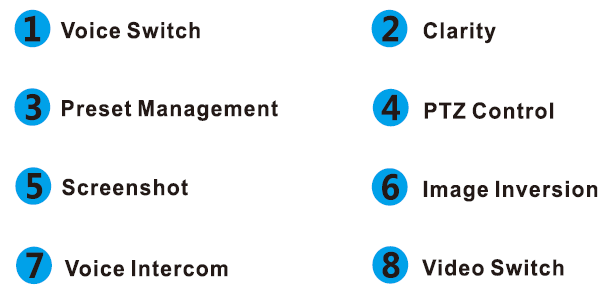 1 Voice Switch
2 Clarity
3 Preset Management
4 PTZ Control
5 Screenshot
6 Image Inversion
7 Voice Intercom
8 Video Switch